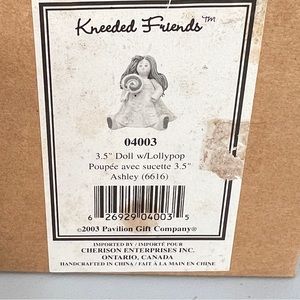 Kneeded Friends™
04003
3.5" Doll w/Lollypop
Poupée avec sucette 3.5"
Ashley (6616)
6 26929 04003 5
©2003 Pavilion Gift Company®
IMPORTED BY / IMPORTÉ POUR
CHERISON ENTERPRISES INC.
ONTARIO, CANADA
HANDCRAFTED IN CHINA / FAIT À LA MAIN EN CHINE